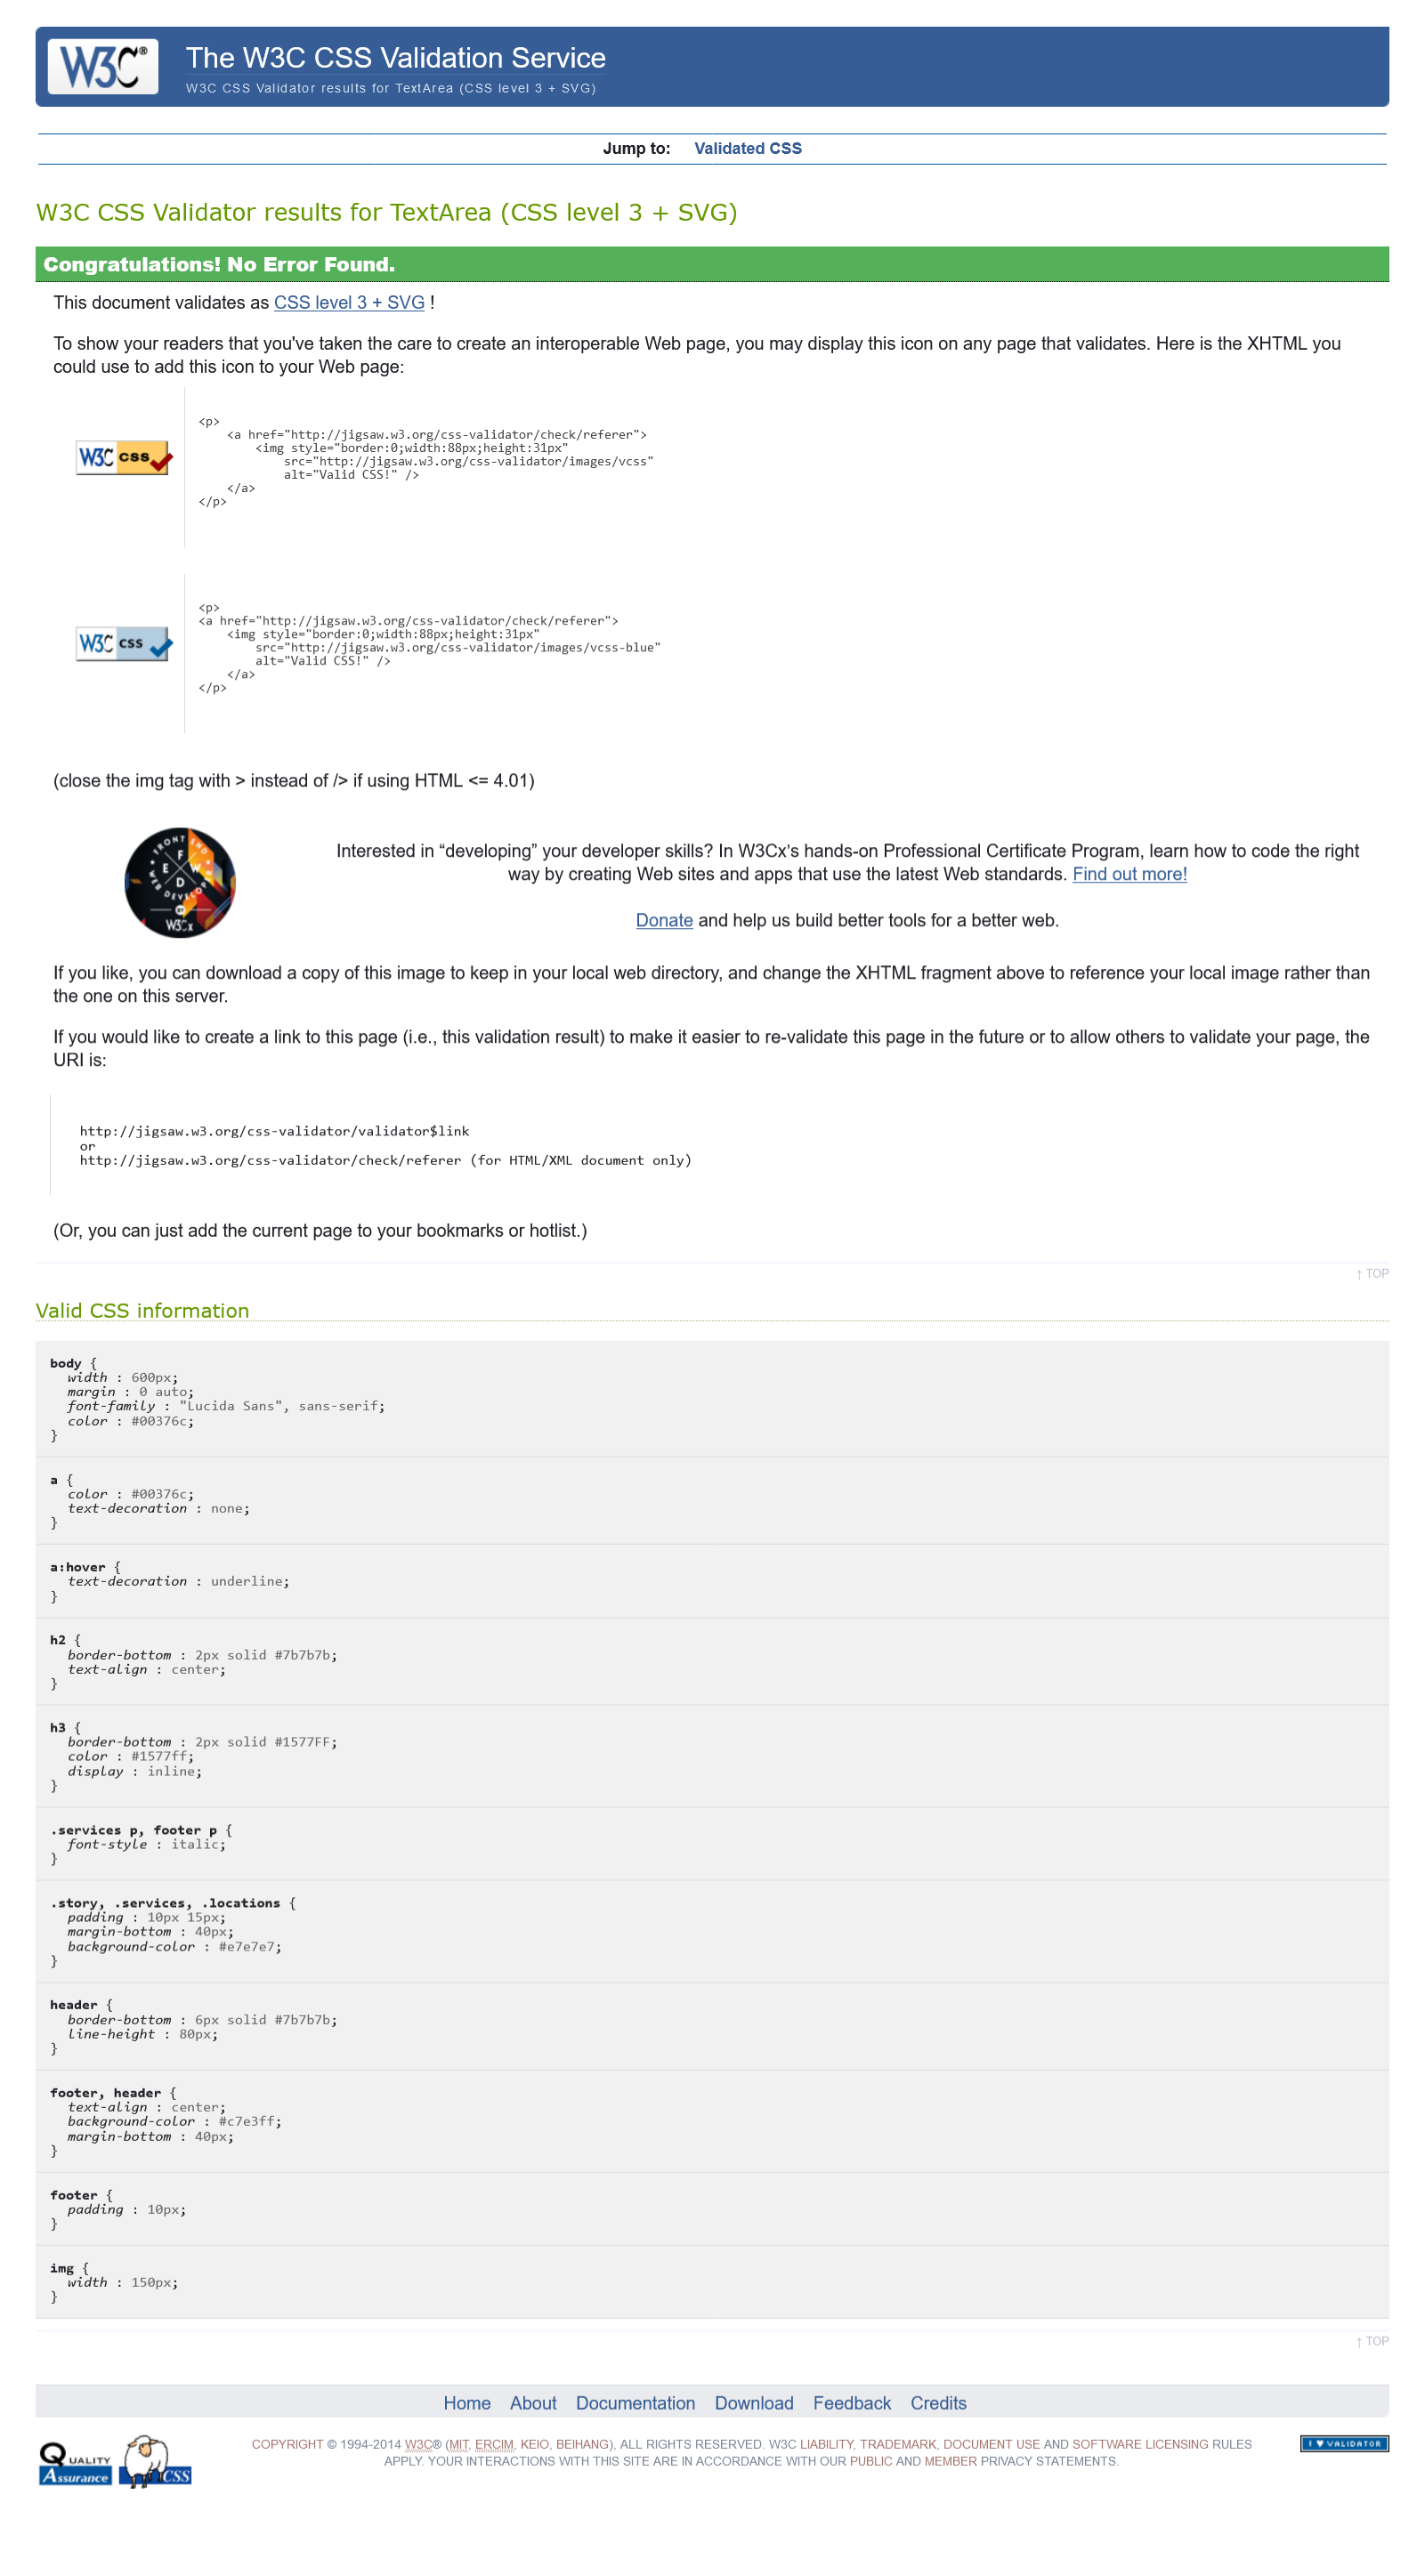 W3C®
The W3C CSS Validation Service
W3C CSS Validator results for TextArea (CSS level 3 + SVG)
Jump to: Validated CSS
W3C CSS Validator results for TextArea (CSS level 3 + SVG)
Congratulations! No Error Found.
This document validates as CSS level 3 + SVG !
To show your readers that you've taken the care to create an interoperable Web page, you may display this icon on any page that validates. Here is the XHTML you
could use to add this icon to your Web page:
W3C css
<p>
<a href="http://jigsaw.w3.org/css-validator/check/referer">
<img style="border:0;width:88px;height:31px"
src="http://jigsaw.w3.org/css-validator/images/vcss"
alt="Valid CSS!" />
</a>
</p>
W3C css
<p>
<a href="http://jigsaw.w3.org/css-validator/check/referer">
<img style="border:0;width:88px;height:31px"
src="http://jigsaw.w3.org/css-validator/images/vcss-blue"
alt="Valid CSS!" />
</a>
</p>
(close the img tag with > instead of /> if using HTML <= 4.01)
FRONT END
WEB DEVELOPER
F
E W
D
BY
W3Cx
Interested in “developing” your developer skills? In W3Cx’s hands-on Professional Certificate Program, learn how to code the right
way by creating Web sites and apps that use the latest Web standards. Find out more!
Donate and help us build better tools for a better web.
If you like, you can download a copy of this image to keep in your local web directory, and change the XHTML fragment above to reference your local image rather than
the one on this server.
If you would like to create a link to this page (i.e., this validation result) to make it easier to re-validate this page in the future or to allow others to validate your page, the
URI is:
http://jigsaw.w3.org/css-validator/validator$link
or
http://jigsaw.w3.org/css-validator/check/referer (for HTML/XML document only)
(Or, you can just add the current page to your bookmarks or hotlist.)
↑ TOP
Valid CSS information
body {
width : 600px;
margin : 0 auto;
font-family : "Lucida Sans", sans-serif;
color : #00376c;
}
a {
color : #00376c;
text-decoration : none;
}
a:hover {
text-decoration : underline;
}
h2 {
border-bottom : 2px solid #7b7b7b;
text-align : center;
}
h3 {
border-bottom : 2px solid #1577FF;
color : #1577ff;
display : inline;
}
.services p, footer p {
font-style : italic;
}
.story, .services, .locations {
padding : 10px 15px;
margin-bottom : 40px;
background-color : #e7e7e7;
}
header {
border-bottom : 6px solid #7b7b7b;
line-height : 80px;
}
footer, header {
text-align : center;
background-color : #c7e3ff;
margin-bottom : 40px;
}
footer {
padding : 10px;
}
img {
width : 150px;
}
↑ TOP
Home About Documentation Download Feedback Credits
QUALITY
Assurance
CSS
COPYRIGHT © 1994-2014 W3C® (MIT, ERCIM, KEIO, BEIHANG), ALL RIGHTS RESERVED. W3C LIABILITY, TRADEMARK, DOCUMENT USE AND SOFTWARE LICENSING RULES
APPLY. YOUR INTERACTIONS WITH THIS SITE ARE IN ACCORDANCE WITH OUR PUBLIC AND MEMBER PRIVACY STATEMENTS.
I ♥ VALIDATOR